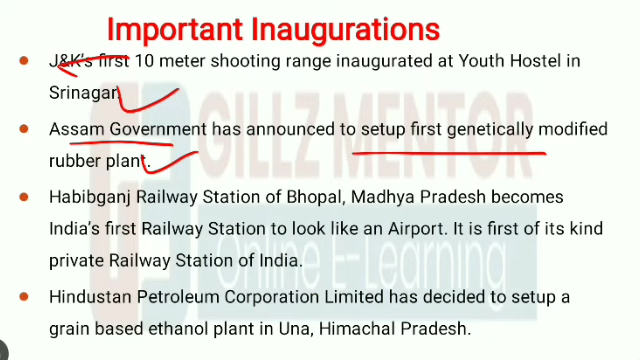 Important Inaugurations
J&K's first 10 meter shooting range inaugurated at Youth Hostel in
Srinagar.
Assam Government has announced to setup first genetically modified
rubber plant.
Habibganj Railway Station of Bhopal, Madhya Pradesh becomes
India's first Railway Station to look like an Airport. It is first of its kind
private Railway Station of India.
Hindustan Petroleum Corporation Limited has decided to setup a
grain based ethanol plant in Una, Himachal Pradesh.
GILLZ MENTOR
Online E-Learning